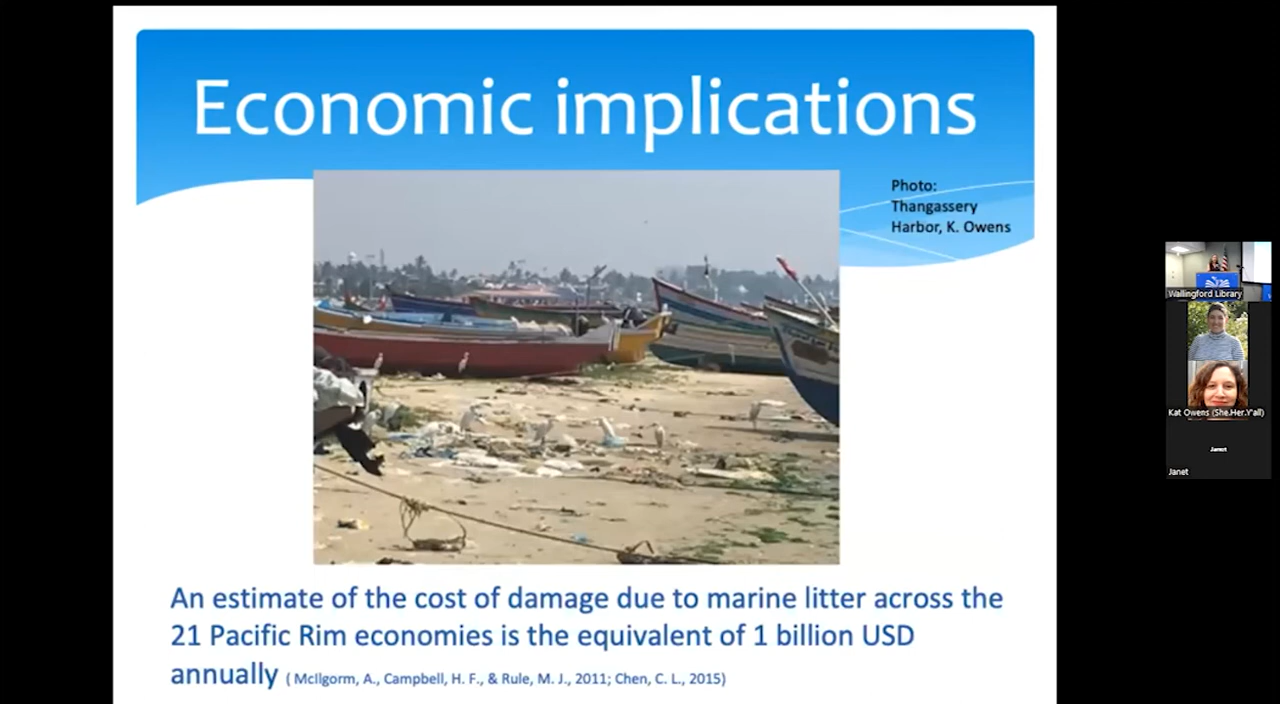 Economic implications
Photo:
Thangassery
Harbor, K. Owens
An estimate of the cost of damage due to marine litter across the
21 Pacific Rim economies is the equivalent of 1 billion USD
annually ( McIlgorm, A., Campbell, H. F., & Rule, M. J., 2011; Chen, C. L., 2015)
Wallingford Library
Kat Owens (She.Her.Y'all)
Janet
Janet